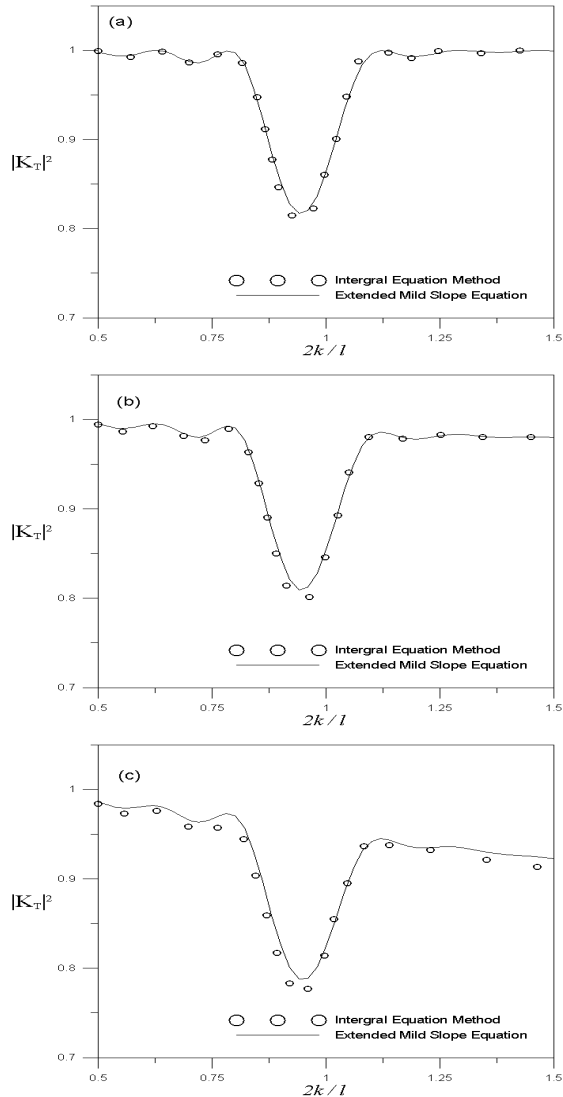 (a)
1
0.9
|K_T|²
0.8
Intergral Equation Method
Extended Mild Slope Equation
0.7
0.5 0.75 1 1.25 1.5
2k / l
(b)
1
0.9
|K_T|²
0.8
Intergral Equation Method
Extended Mild Slope Equation
0.7
0.5 0.75 1 1.25 1.5
2k / l
(c)
1
0.9
|K_T|²
0.8
Intergral Equation Method
Extended Mild Slope Equation
0.7
0.5 0.75 1 1.25 1.5
2k / l